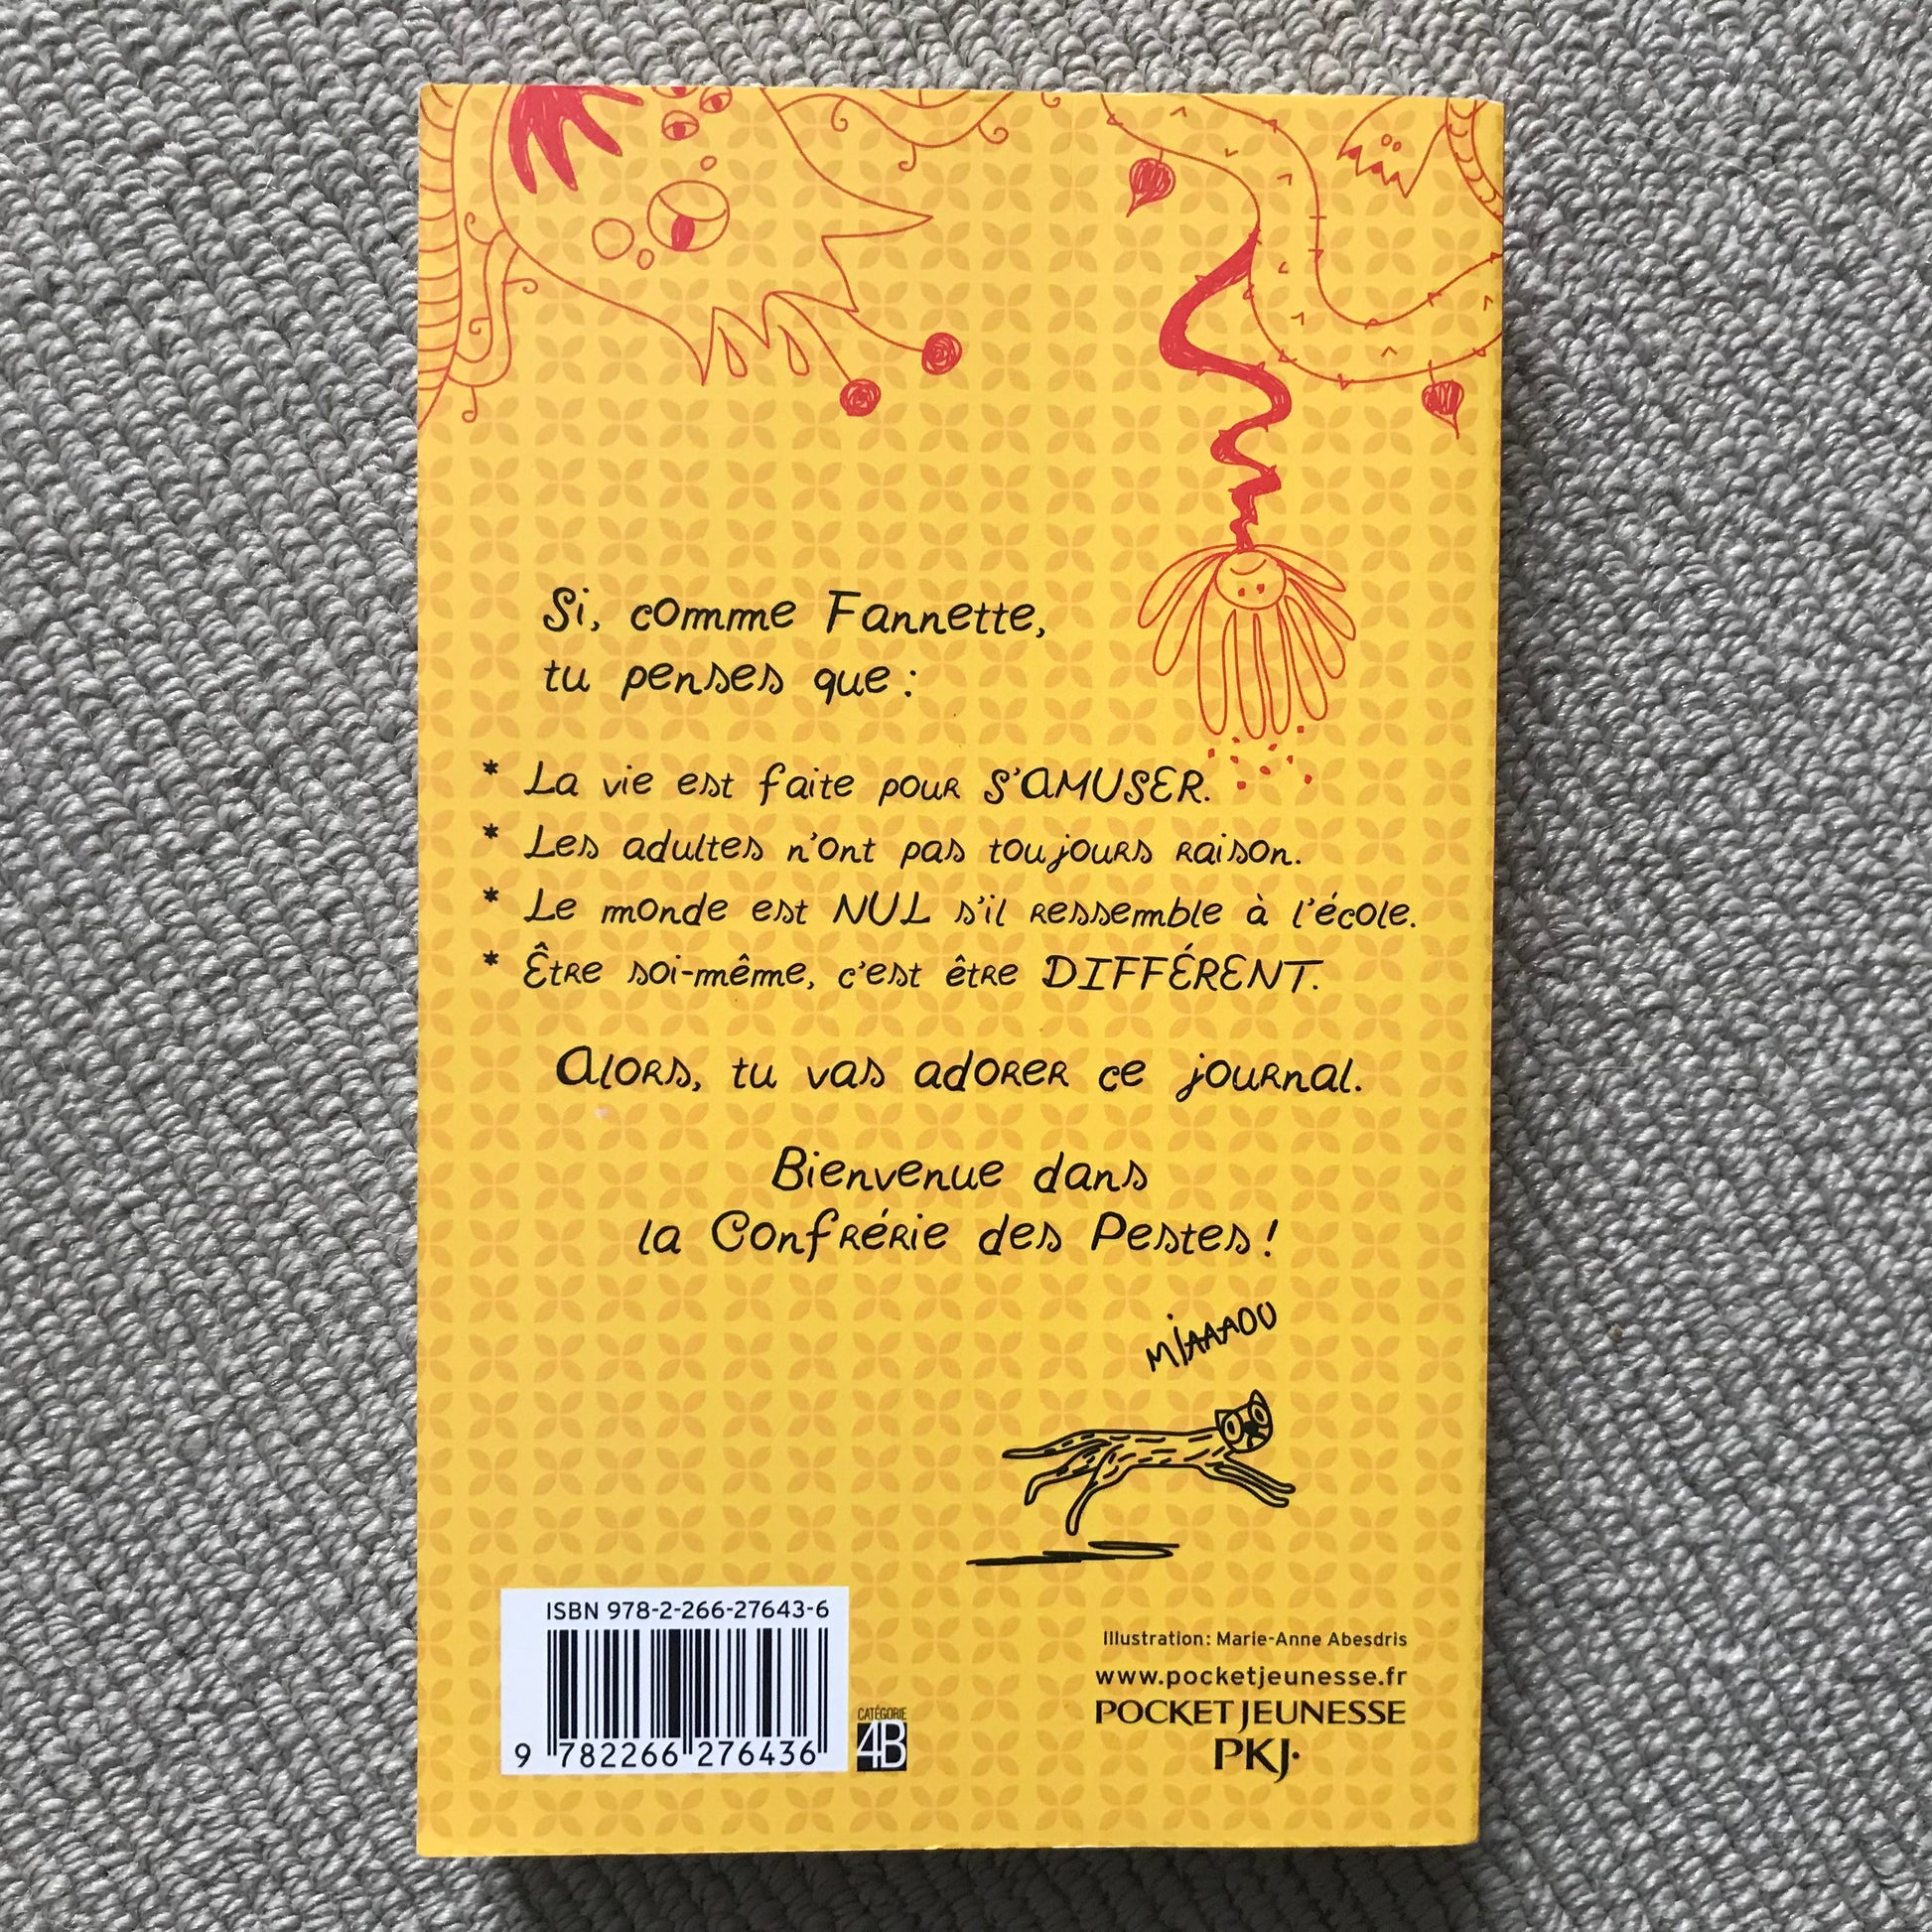 Si, comme Fannette,
tu penses que :
* La vie est faite pour S'AMUSER.
* Les adultes n'ont pas toujours raison.
* Le monde est NUL s'il ressemble à l'école.
* Être soi-même, c'est être DIFFÉRENT.
Alors, tu vas adorer ce journal.
Bienvenue dans
la Confrérie des Pestes !
MIAAAOU
ISBN 978-2-266-27643-6
9 782266 276436
CATÉGORIE
4B
Illustration : Marie-Anne Abesdris
www.pocketjeunesse.fr
POCKET JEUNESSE
PKJ·